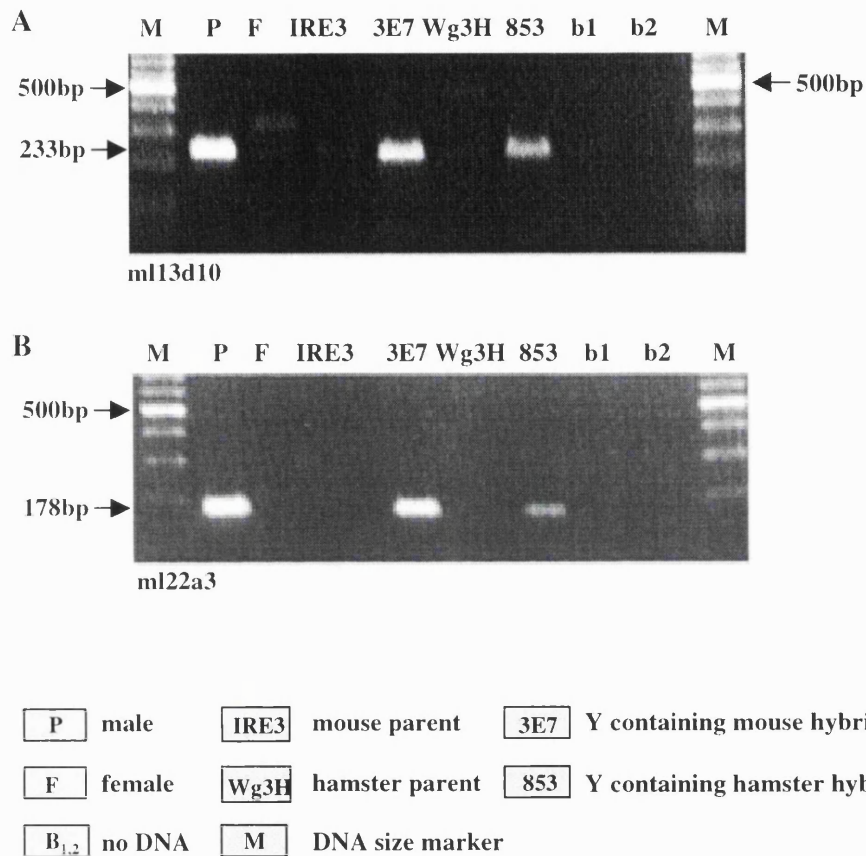 A
M P F IRE3 3E7 Wg3H 853 b1 b2 M
500bp
500bp
233bp
ml13d10
B
M P F IRE3 3E7 Wg3H 853 b1 b2 M
500bp
178bp
ml22a3
P male IRE3 mouse parent 3E7 Y containing mouse hybri
F female Wg3H hamster parent 853 Y containing hamster hyb
B1,2 no DNA M DNA size marker